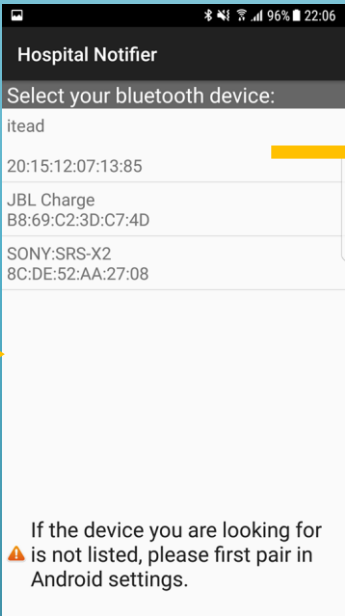 96% 22:06
Hospital Notifier
Select your bluetooth device:
itead
20:15:12:07:13:85
JBL Charge
B8:69:C2:3D:C7:4D
SONY:SRS-X2
8C:DE:52:AA:27:08
If the device you are looking for
is not listed, please first pair in
Android settings.